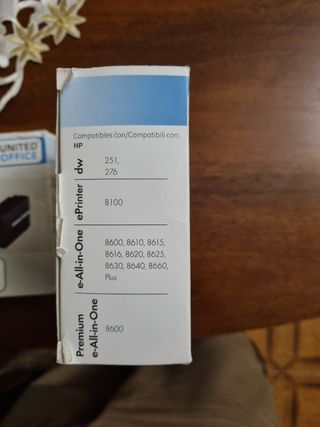 UNITED
OFFICE
Compatibles con/Compatibili con:
HP
dw
251,
276
ePrinter
8100
e-All-in-One
8600, 8610, 8615,
8616, 8620, 8625,
8630, 8640, 8660,
Plus
Premium
e-All-in-One
8600